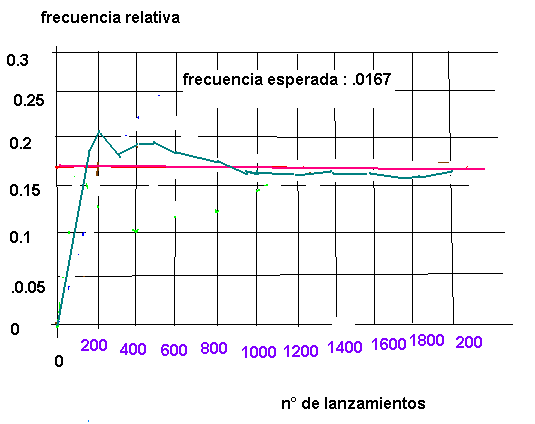 frecuencia relativa
0.3
frecuencia esperada : .0167
0.25
0.2
0.15
0.1
.0.05
0
0
200 400 600 800 1000 1200 1400 1600 1800 200
n° de lanzamientos